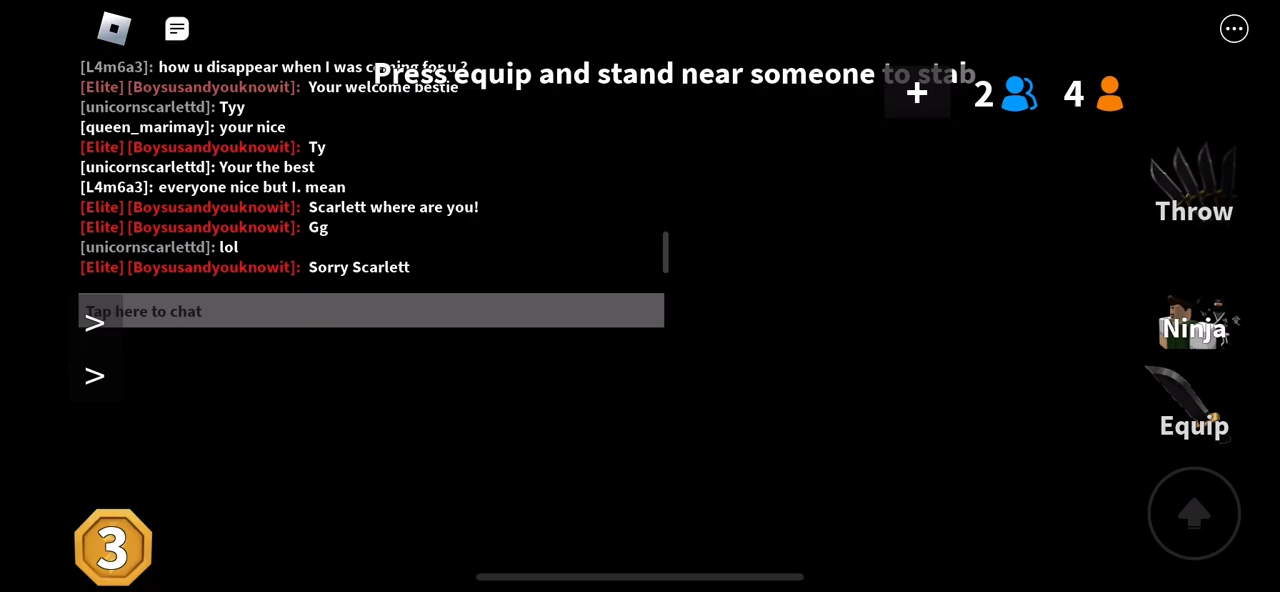 [L4m6a3]: how u disappear when I was coming for u ?
Press equip and stand near someone to stab
[Elite] [Boysusandyouknowit]: Your welcome bestie
[unicornscarlettd]: Tyy
[queen_marimay]: your nice
[Elite] [Boysusandyouknowit]: Ty
[unicornscarlettd]: Your the best
[L4m6a3]: everyone nice but I. mean
[Elite] [Boysusandyouknowit]: Scarlett where are you!
[Elite] [Boysusandyouknowit]: Gg
[unicornscarlettd]: lol
[Elite] [Boysusandyouknowit]: Sorry Scarlett
Tap here to chat
>
>
+
2
4
Throw
Ninja
Equip
3